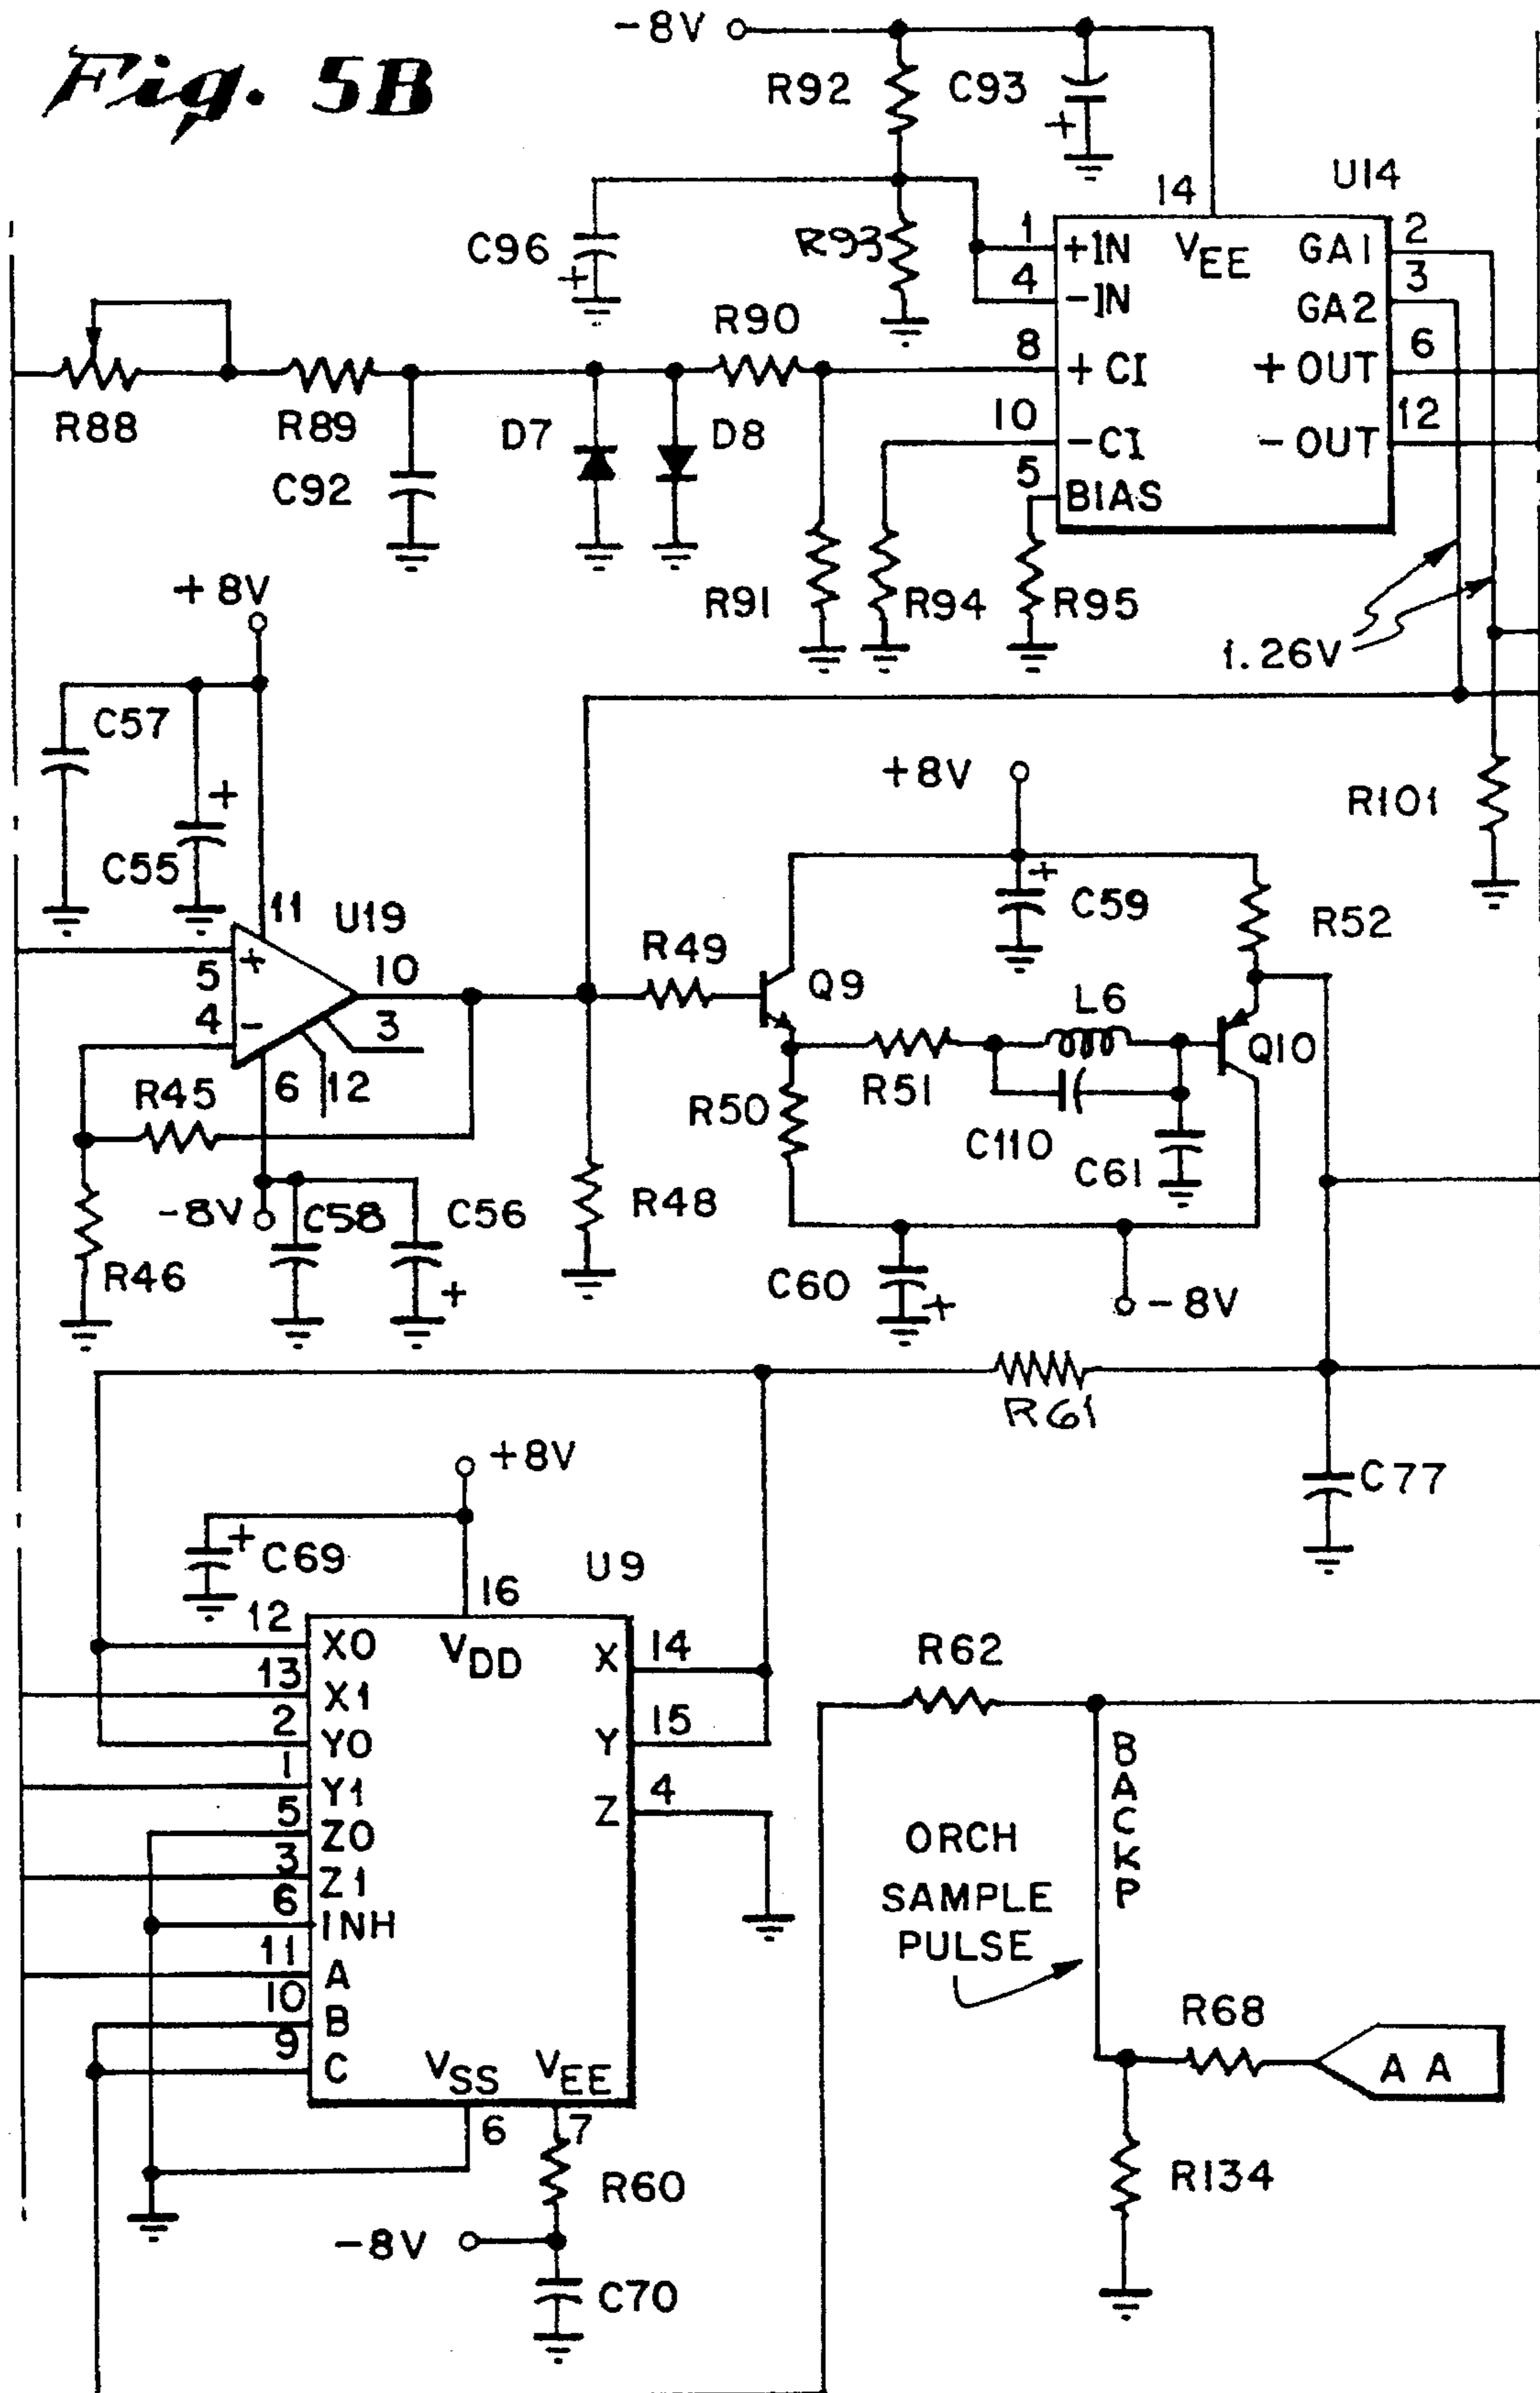 Fig. 5B
-8V
R92
C93
+
U14
14
C96
+
R93
1
+IN
VEE
GA1
2
4
-IN
GA2
3
R90
8
+CI
+OUT
6
R88
R89
D7
D8
10
-CI
-OUT
12
C92
5
BIAS
R91
R94
R95
1.26V
+8V
C57
+
C55
+8V
R101
11
U19
+
C59
R52
5
+
10
R49
Q9
L6
4
-
3
Q10
6
12
R45
R50
R51
C110
C61
-8V
C58
C56
+
R48
R46
C60
+
-8V
R61
C77
+8V
+
C69
U9
16
12
X0
VDD
X
14
R62
13
X1
2
Y0
Y
15
BACKP
1
Y1
5
Z0
Z
4
ORCH
SAMPLE
PULSE
3
Z1
6
INH
11
A
10
B
R68
9
C
VSS
VEE
AA
6
7
R60
R134
-8V
C70